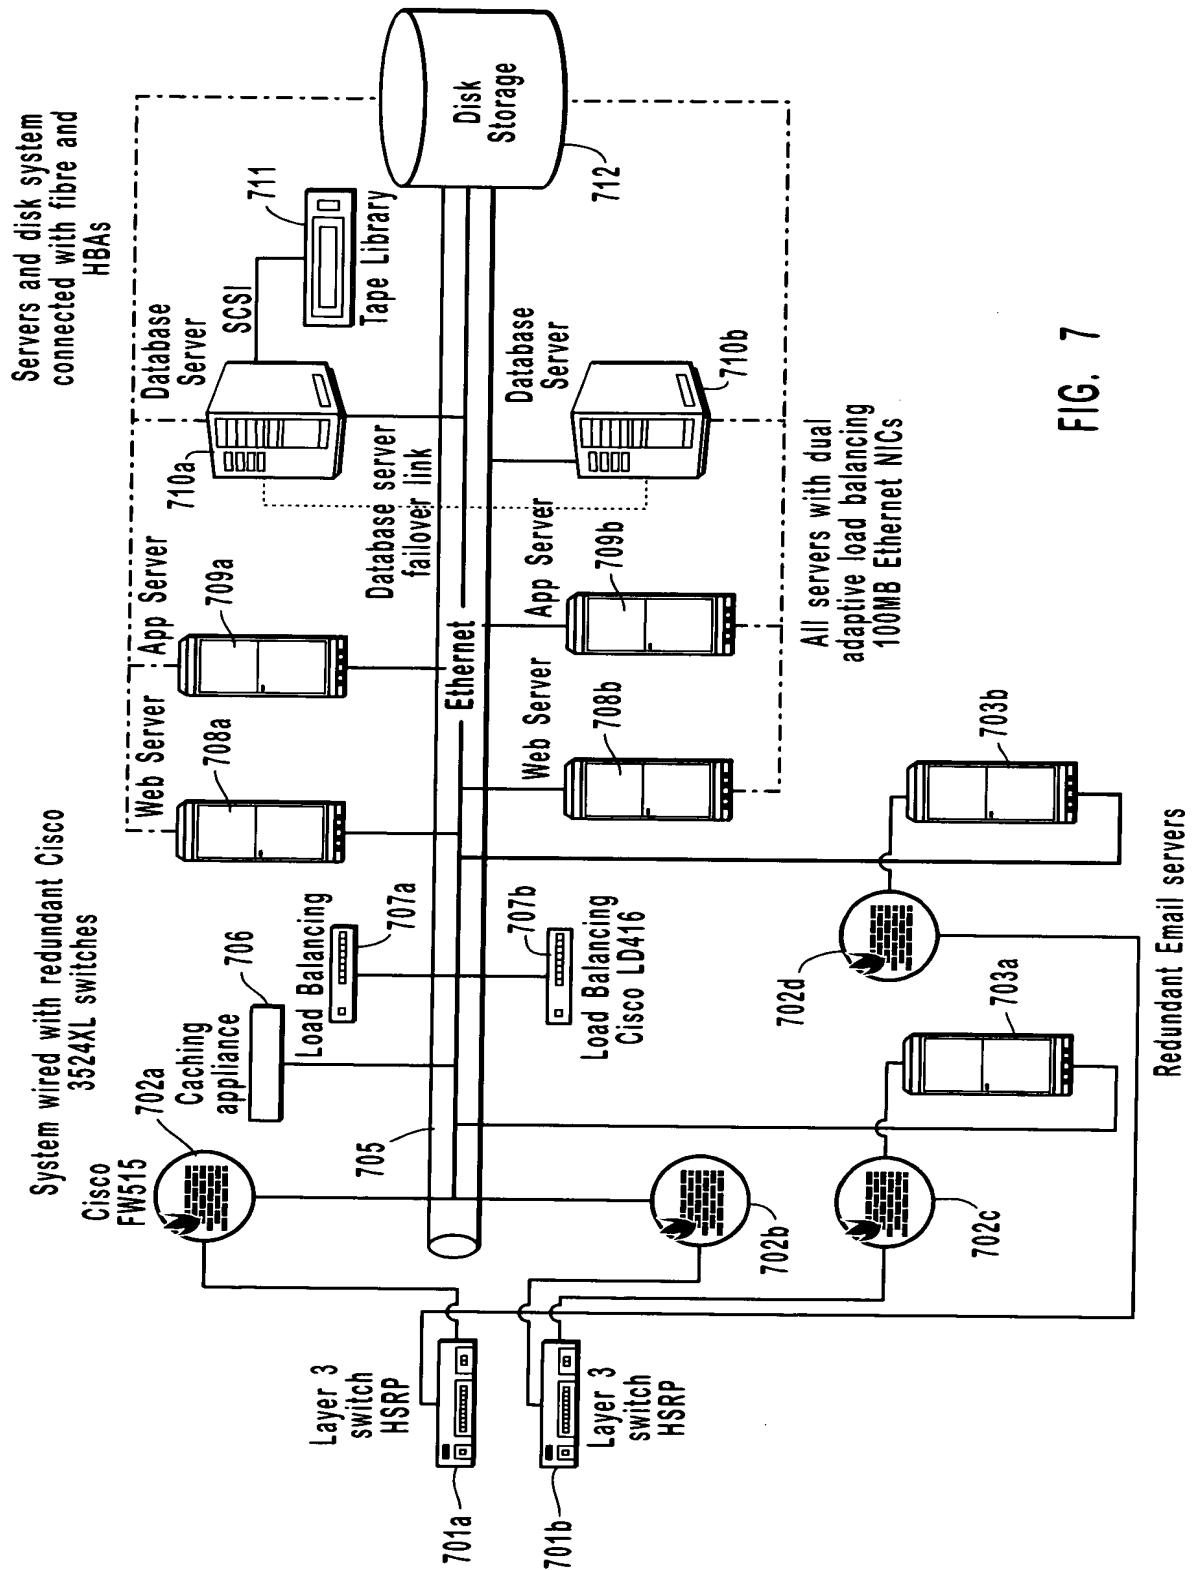 System wired with redundant Cisco
3524XL switches
Servers and disk system
connected with fibre and
HBAs
Cisco
FW515
702a
Caching
appliance
706
Load Balancing
707a
Web Server
708a
App Server
709a
710a
Database
Server
SCSI
711
Tape Library
Layer 3
switch
HSRP
701a
705
Ethernet
Database server
failover link
Disk
Storage
712
701b
Layer 3
switch
HSRP
707b
Load Balancing
Cisco LD416
Web Server
708b
App Server
709b
Database
Server
710b
702b
702c
702d
703a
703b
All servers with dual
adaptive load balancing
100MB Ethernet NICs
Redundant Email servers
FIG. 7